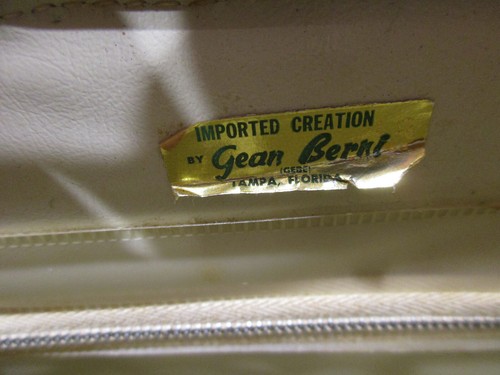 IMPORTED CREATION
BY Gean Berni
(GEBE)
TAMPA, FLORIDA